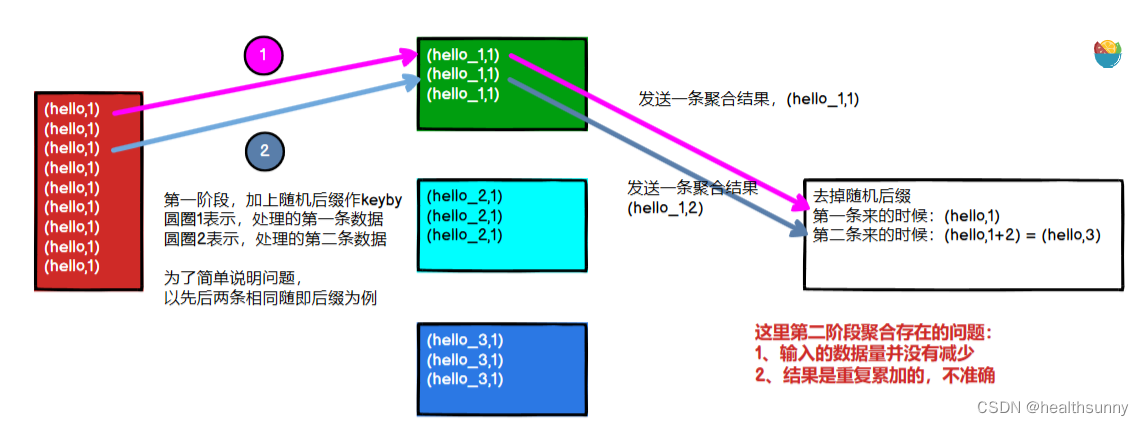 (hello,1)
(hello,1)
(hello,1)
(hello,1)
(hello,1)
(hello,1)
(hello,1)
(hello,1)
(hello,1)
1
2
第一阶段，加上随机后缀作keyby
圆圈1表示，处理的第一条数据
圆圈2表示，处理的第二条数据
为了简单说明问题，
以先后两条相同随即后缀为例
(hello_1,1)
(hello_1,1)
(hello_1,1)
(hello_2,1)
(hello_2,1)
(hello_2,1)
(hello_3,1)
(hello_3,1)
(hello_3,1)
发送一条聚合结果，(hello_1,1)
发送一条聚合结果
(hello_1,2)
去掉随机后缀
第一条来的时候：(hello,1)
第二条来的时候：(hello,1+2) = (hello,3)
这里第二阶段聚合存在的问题：
1、输入的数据量并没有减少
2、结果是重复累加的，不准确
CSDN @healthsunny